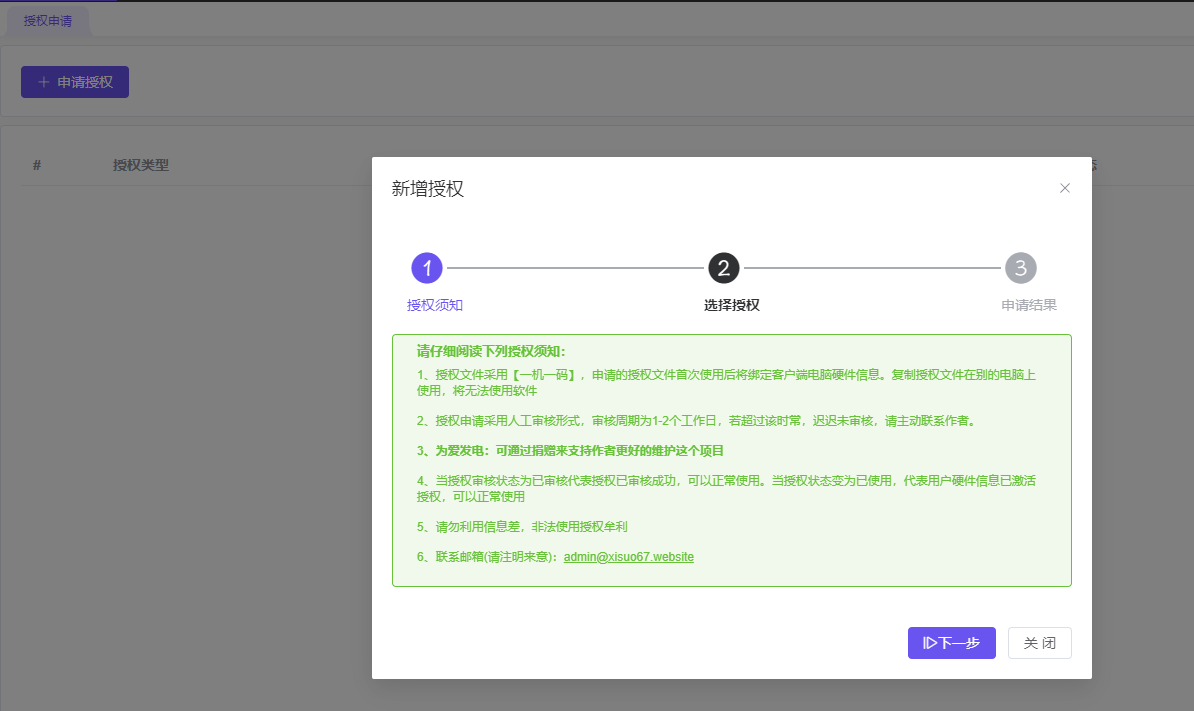 授权申请
申请授权
# 授权类型
新增授权
1 2 3
授权须知 选择授权 申请结果
请仔细阅读下列授权须知：
1、授权文件采用【一机一码】，申请的授权文件首次使用后将绑定客户端电脑硬件信息。复制授权文件在别的电脑上
使用，将无法使用软件
2、授权申请采用人工审核形式，审核周期为1-2个工作日，若超过该时常，迟迟未审核，请主动联系作者。
3、为爱发电：可通过捐赠来支持作者更好的维护这个项目
4、当授权审核状态为已审核代表授权已审核成功，可以正常使用。当授权状态变为已使用，代表用户硬件信息已激活
授权，可以正常使用
5、请勿利用信息差，非法使用授权牟利
6、联系邮箱(请注明来意)：admin@xisuo67.website
下一步 关 闭